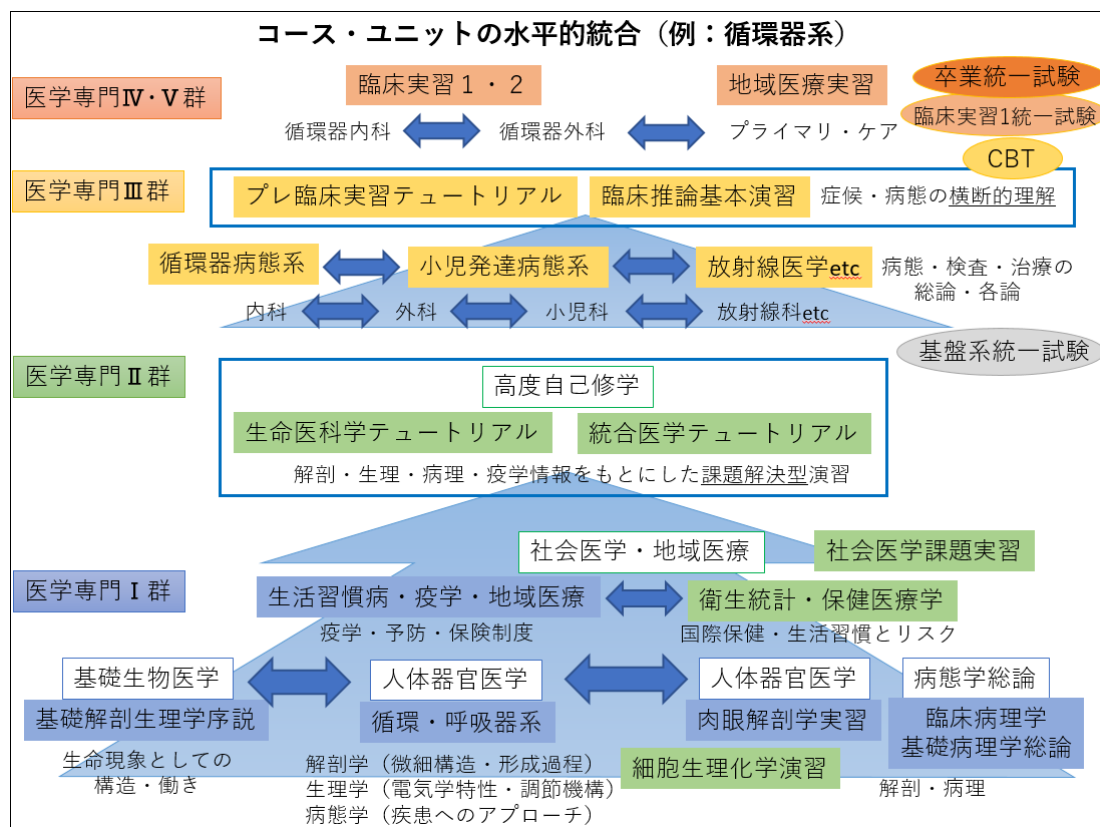 コース・ユニットの水平的統合（例：循環器系）
医学専門Ⅳ・Ⅴ群
臨床実習１・２
地域医療実習
卒業統一試験
臨床実習1統一試験
循環器内科
循環器外科
プライマリ・ケア
CBT
医学専門Ⅲ群
プレ臨床実習テュートリアル
臨床推論基本演習
症候・病態の横断的理解
循環器病態系
小児発達病態系
放射線医学etc
病態・検査・治療の
総論・各論
内科
外科
小児科
放射線科etc
基盤系統一試験
医学専門Ⅱ群
高度自己修学
生命医科学テュートリアル
統合医学テュートリアル
解剖・生理・病理・疫学情報をもとにした課題解決型演習
社会医学・地域医療
社会医学課題実習
医学専門Ⅰ群
生活習慣病・疫学・地域医療
衛生統計・保健医療学
疫学・予防・保険制度
国際保健・生活習慣とリスク
基礎生物医学
人体器官医学
人体器官医学
病態学総論
基礎解剖生理学序説
循環・呼吸器系
肉眼解剖学実習
臨床病理学
基礎病理学総論
生命現象としての
構造・働き
解剖学（微細構造・形成過程）
生理学（電気学特性・調節機構）
病態学（疾患へのアプローチ）
細胞生理化学演習
解剖・病理